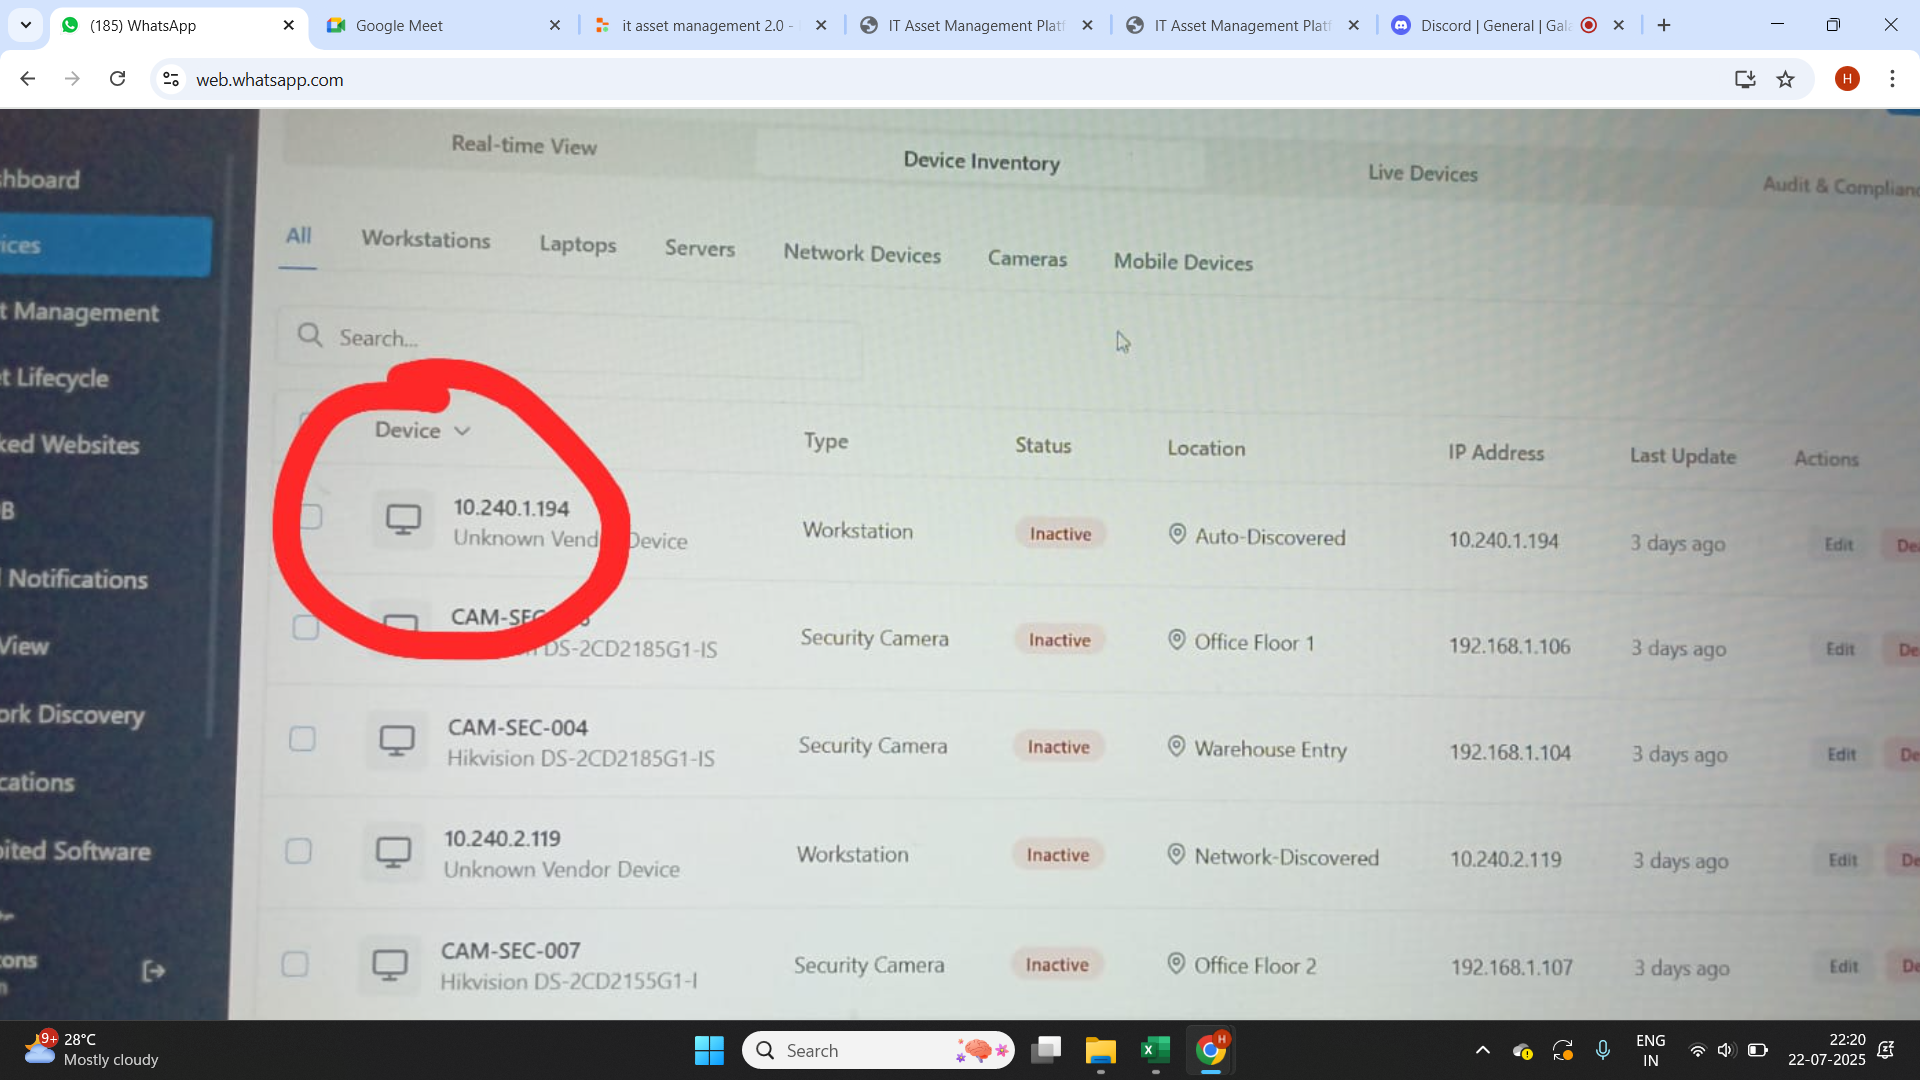 (185) WhatsApp
Google Meet
it asset management 2.0 -
IT Asset Management Platf
IT Asset Management Platf
Discord | General | Gala
web.whatsapp.com
H
Real-time View
Device Inventory
Live Devices
Audit & Complianc
hboard
All
Workstations
Laptops
Servers
Network Devices
Cameras
Mobile Devices
ices
t Management
Search...
t Lifecycle
Device
Type
Status
Location
IP Address
Last Update
Actions
ked Websites
10.240.1.194
Unknown Vend Device
Workstation
Inactive
Auto-Discovered
10.240.1.194
3 days ago
Edit
De
B
Notifications
CAM-SEC
DS-2CD2185G1-IS
Security Camera
Inactive
Office Floor 1
192.168.1.106
3 days ago
Edit
De
View
ork Discovery
CAM-SEC-004
Hikvision DS-2CD2185G1-IS
Security Camera
Inactive
Warehouse Entry
192.168.1.104
3 days ago
Edit
De
cations
bited Software
10.240.2.119
Unknown Vendor Device
Workstation
Inactive
Network-Discovered
10.240.2.119
3 days ago
Edit
De
ons
CAM-SEC-007
Hikvision DS-2CD2155G1-I
Security Camera
Inactive
Office Floor 2
192.168.1.107
3 days ago
Edit
De
9+
28°C
Mostly cloudy
Search
H
ENG
IN
22:20
22-07-2025